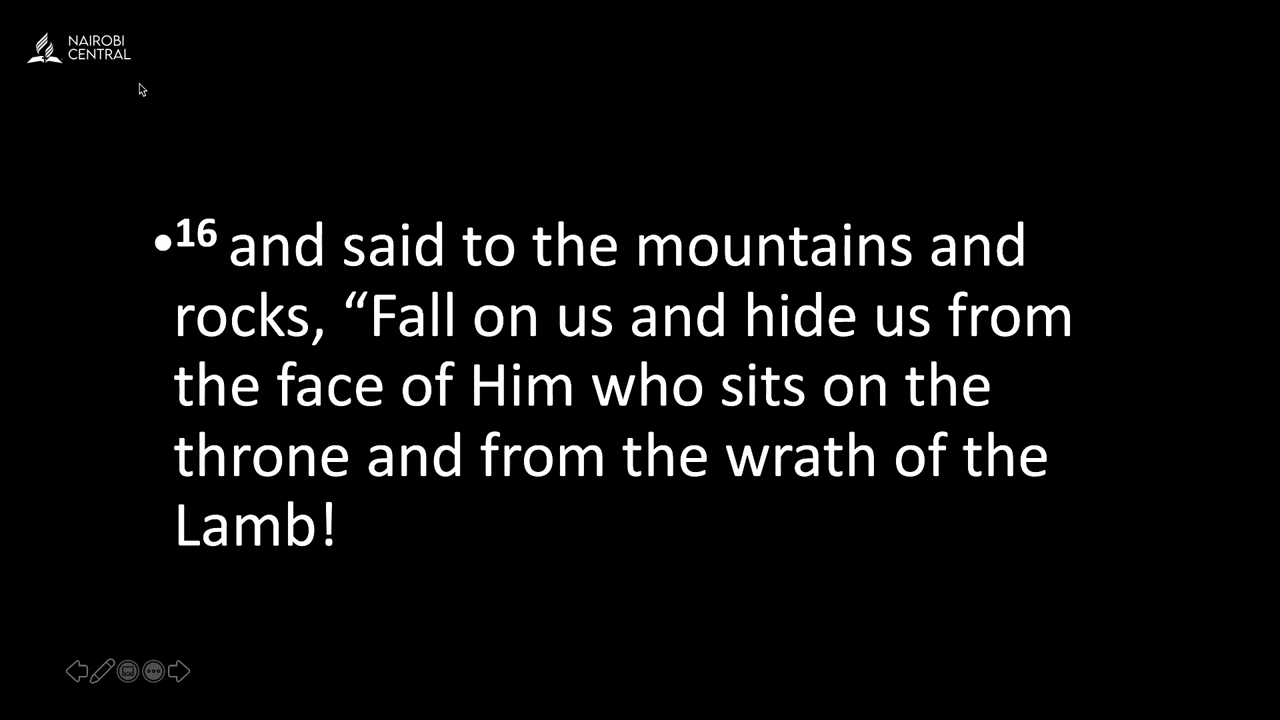 NAIROBI
CENTRAL
•16 and said to the mountains and
rocks, “Fall on us and hide us from
the face of Him who sits on the
throne and from the wrath of the
Lamb!